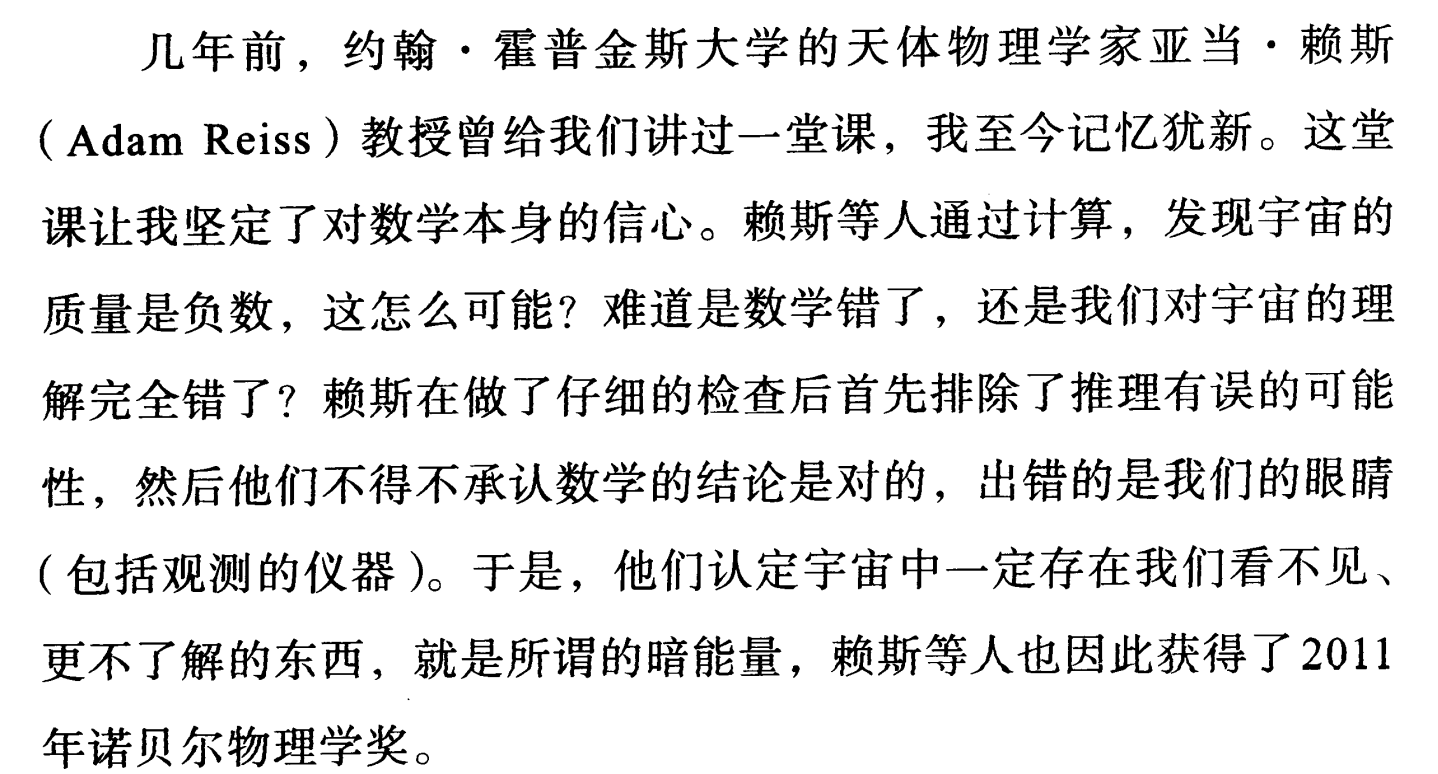 几年前，约翰·霍普金斯大学的天体物理学家亚当·赖斯
（Adam Reiss）教授曾给我们讲过一堂课，我至今记忆犹新。这堂
课让我坚定了对数学本身的信心。赖斯等人通过计算，发现宇宙的
质量是负数，这怎么可能？难道是数学错了，还是我们对宇宙的理
解完全错了？赖斯在做了仔细的检查后首先排除了推理有误的可能
性，然后他们不得不承认数学的结论是对的，出错的是我们的眼睛
（包括观测的仪器）。于是，他们认定宇宙中一定存在我们看不见、
更不了解的东西，就是所谓的暗能量，赖斯等人也因此获得了2011
年诺贝尔物理学奖。